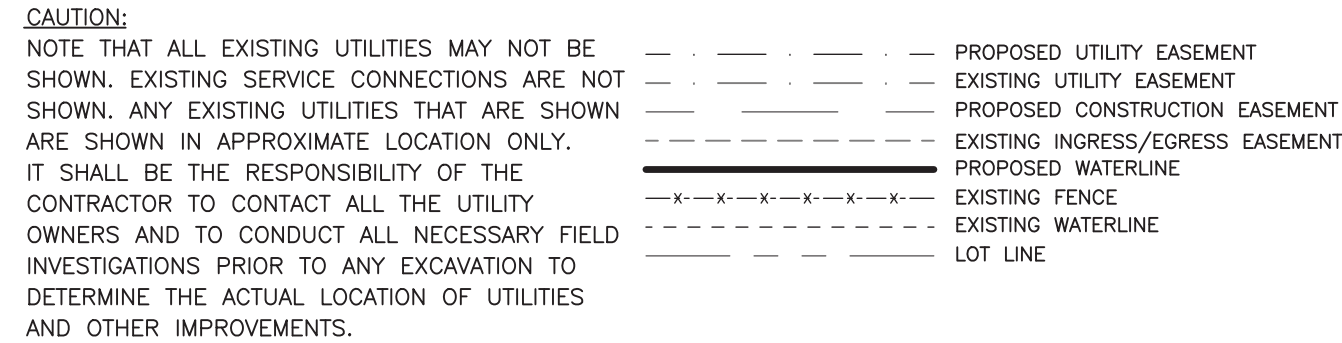 CAUTION:
NOTE THAT ALL EXISTING UTILITIES MAY NOT BE
SHOWN. EXISTING SERVICE CONNECTIONS ARE NOT
SHOWN. ANY EXISTING UTILITIES THAT ARE SHOWN
ARE SHOWN IN APPROXIMATE LOCATION ONLY.
IT SHALL BE THE RESPONSIBILITY OF THE
CONTRACTOR TO CONTACT ALL THE UTILITY
OWNERS AND TO CONDUCT ALL NECESSARY FIELD
INVESTIGATIONS PRIOR TO ANY EXCAVATION TO
DETERMINE THE ACTUAL LOCATION OF UTILITIES
AND OTHER IMPROVEMENTS.
PROPOSED UTILITY EASEMENT
EXISTING UTILITY EASEMENT
PROPOSED CONSTRUCTION EASEMENT
EXISTING INGRESS/EGRESS EASEMENT
PROPOSED WATERLINE
EXISTING FENCE
EXISTING WATERLINE
LOT LINE